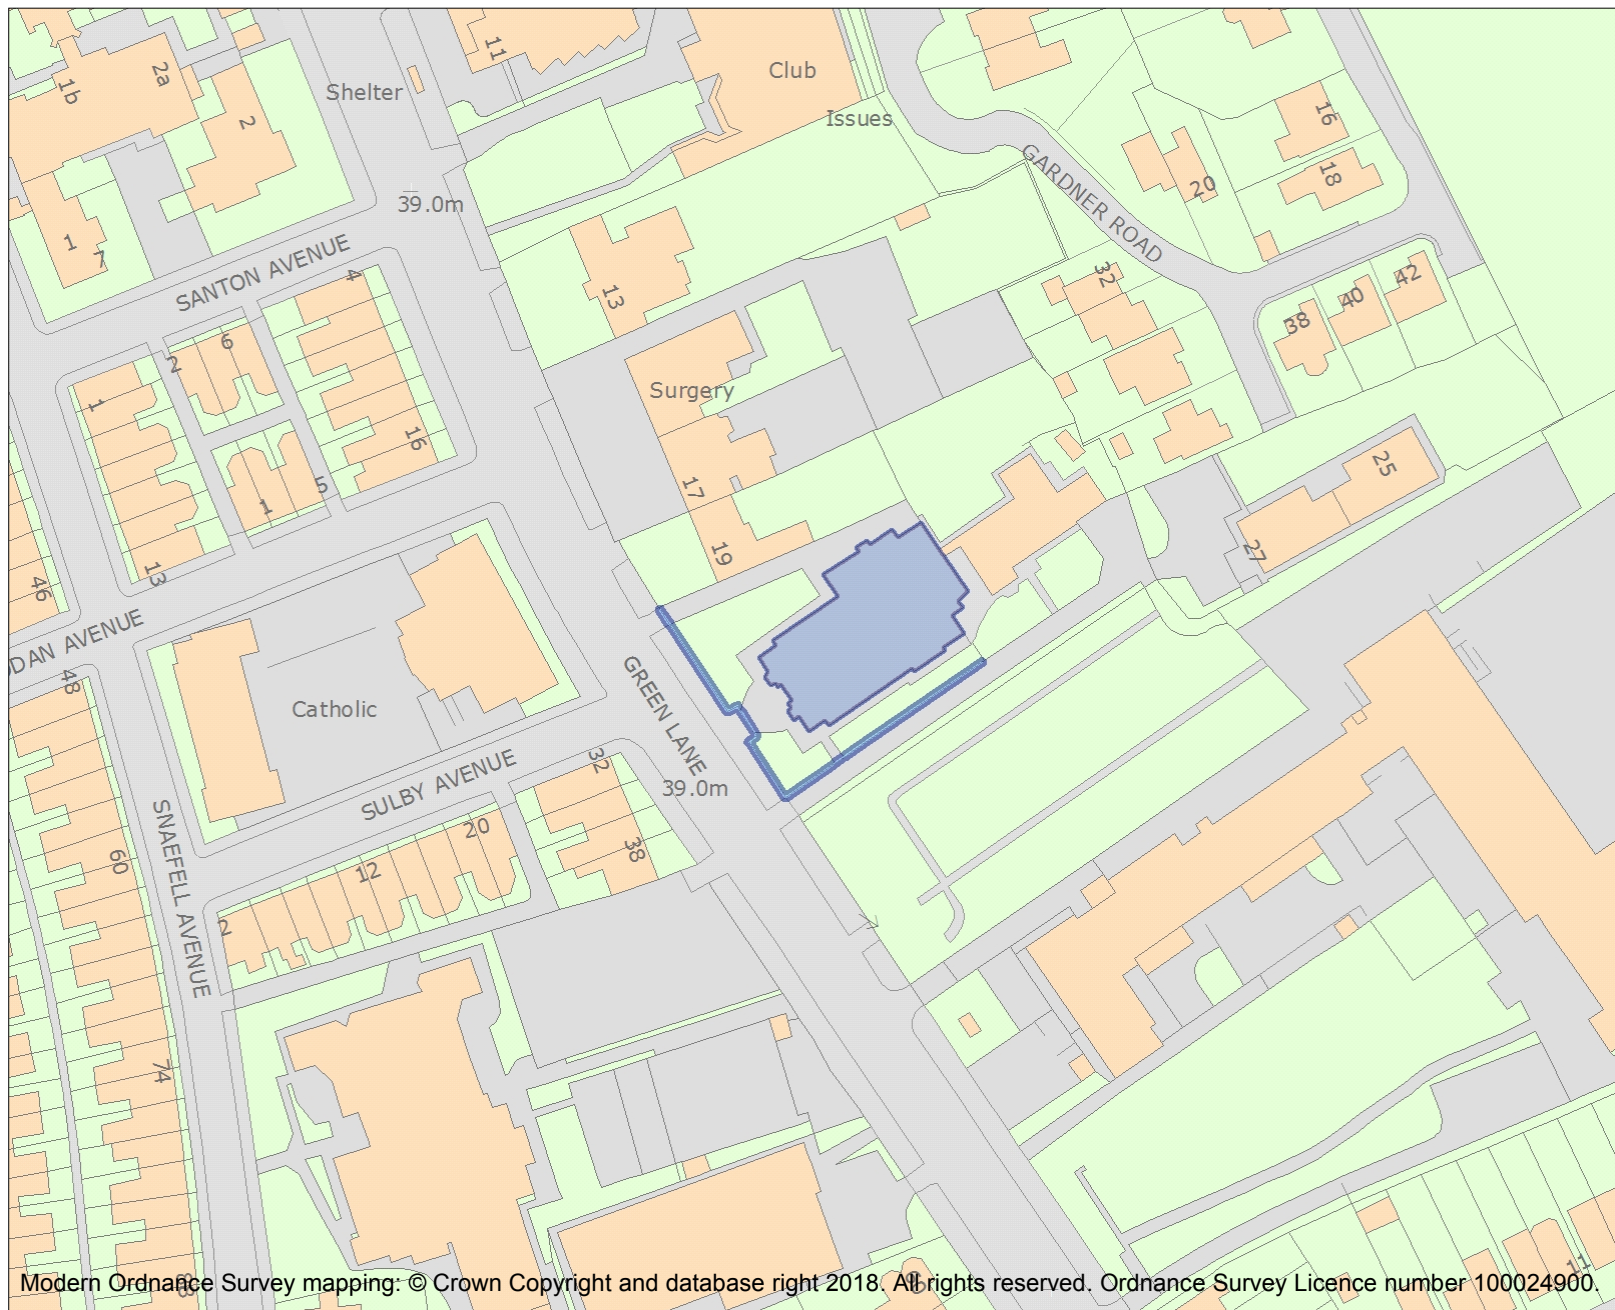 11
Club
2a
1b
Shelter
2
Issues
16
GARDNER ROAD
18
20
39.0m
1
7
SANTON AVENUE
4
32
42
40
38
13
6
2
Surgery
1
16
25
17
5
1
19
27
13
46
DAN AVENUE
48
GREEN LANE
Catholic
32
SULBY AVENUE
39.0m
SNAEFELL AVENUE
20
38
60
12
2
74
11
Modern Ordnance Survey mapping: © Crown Copyright and database right 2018. All rights reserved. Ordnance Survey Licence number 100024900.